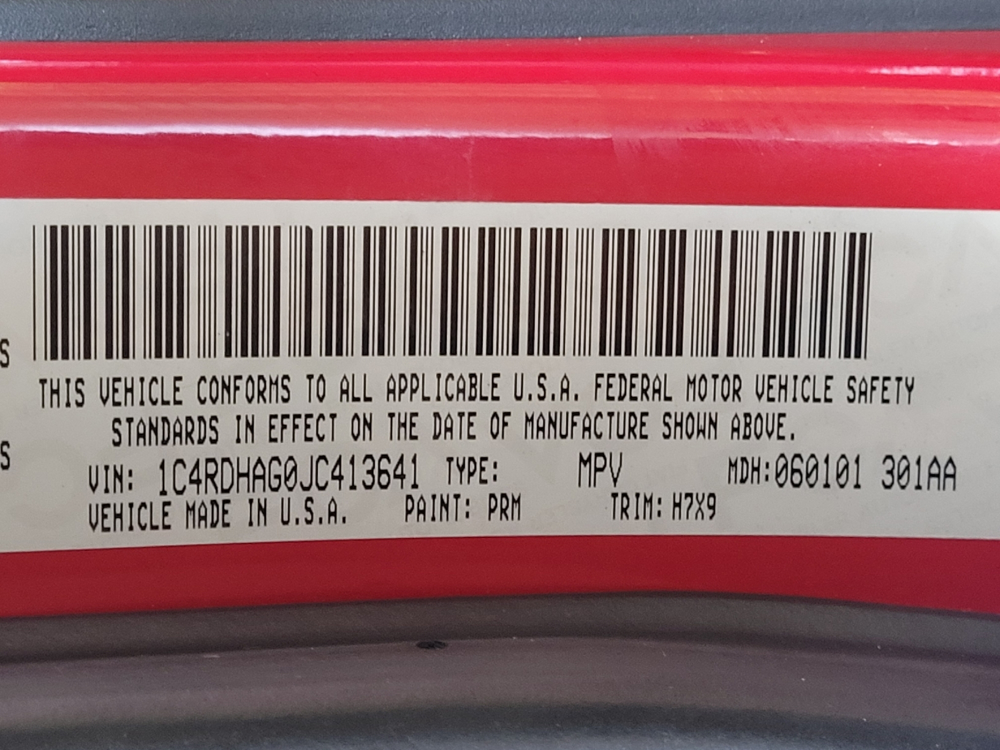 S
THIS VEHICLE CONFORMS TO ALL APPLICABLE U.S.A. FEDERAL MOTOR VEHICLE SAFETY
STANDARDS IN EFFECT ON THE DATE OF MANUFACTURE SHOWN ABOVE.
S
VIN: 1C4RDHAG0JC413641 TYPE: MPV MDH:060101 301AA
VEHICLE MADE IN U.S.A. PAINT: PRM TRIM: H7X9